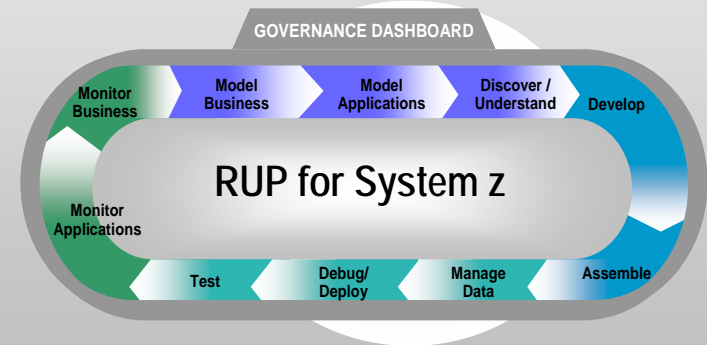 GOVERNANCE DASHBOARD
Monitor
Business
Model
Business
Model
Applications
Discover /
Understand
Develop
RUP for System z
Monitor
Applications
Test
Debug/
Deploy
Manage
Data
Assemble